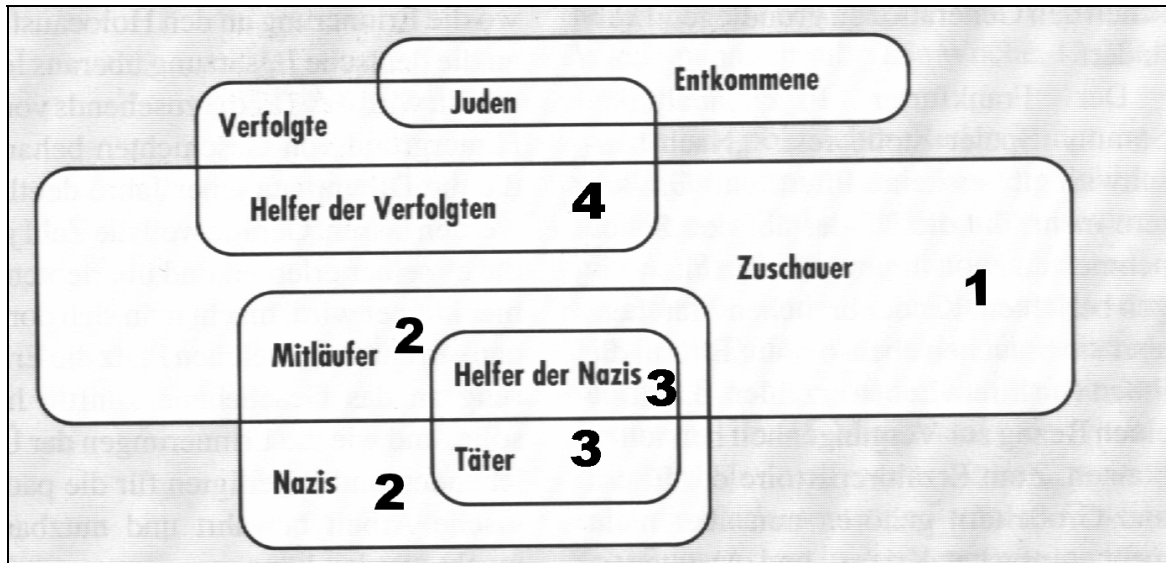 Entkommene
Juden
Verfolgte
Helfer der Verfolgten 4
Zuschauer 1
Mitläufer 2
Helfer der Nazis 3
Täter 3
Nazis 2